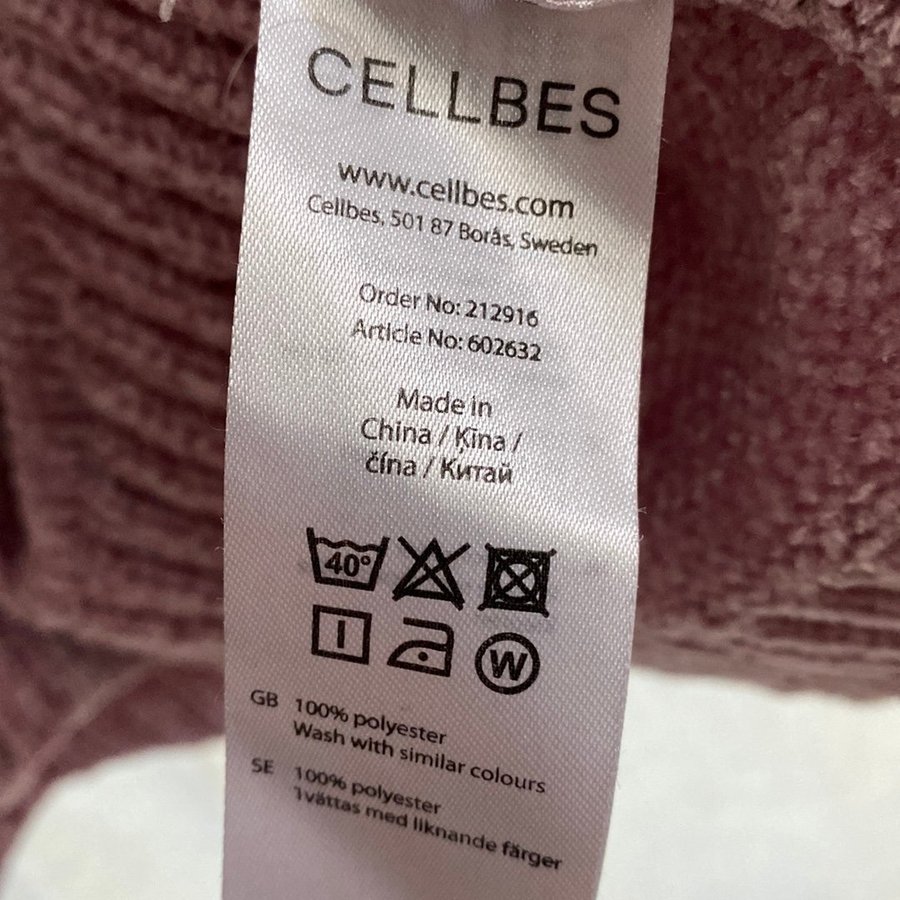 CELLBES
www.cellbes.com
Cellbes, 501 87 Borås, Sweden
Order No: 212916
Article No: 602632
Made in
China / Ķīna /
čína / Китай
40°
W
GB 100% polyester
Wash with similar colours
SE 100% polyester
Tvättas med liknande färger